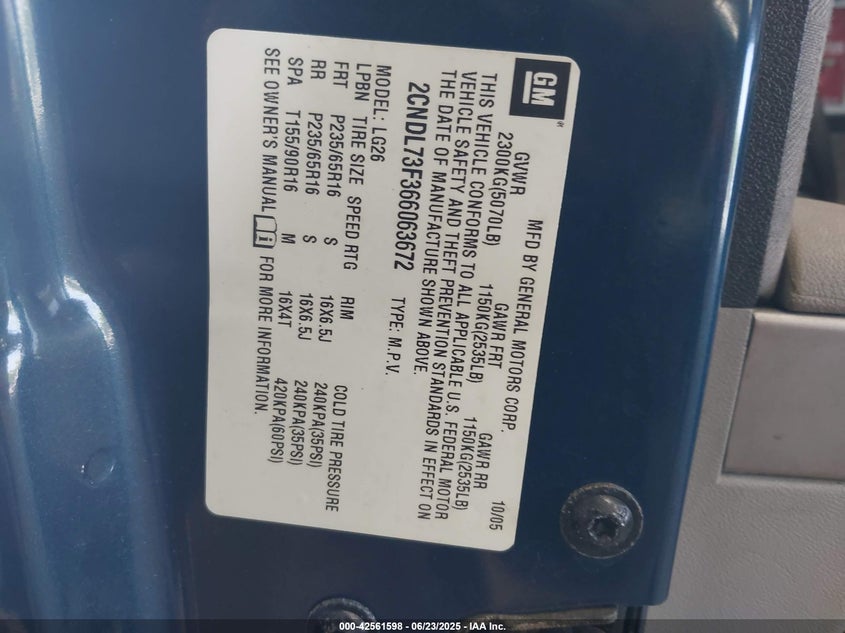 GM
®
MFD BY GENERAL MOTORS CORP. 10/05
GVWR GAWR FRT GAWR RR
2300KG(5070LB) 1150KG(2535LB) 1150KG(2535LB)
THIS VEHICLE CONFORMS TO ALL APPLICABLE U.S. FEDERAL MOTOR
VEHICLE SAFETY AND THEFT PREVENTION STANDARDS IN EFFECT ON
THE DATE OF MANUFACTURE SHOWN ABOVE.
2CNDL73F366063672 TYPE: M.P.V.
MODEL: LG26
LPBN TIRE SIZE SPEED RTG RIM COLD TIRE PRESSURE
FRT P235/65R16 S 16X6.5J 240KPA(35PSI)
RR P235/65R16 S 16X6.5J 240KPA(35PSI)
SPA T155/90R16 M 16X4T 420KPA(60PSI)
SEE OWNER'S MANUAL FOR MORE INFORMATION.
000-42561598 - 06/23/2025 - IAA Inc.